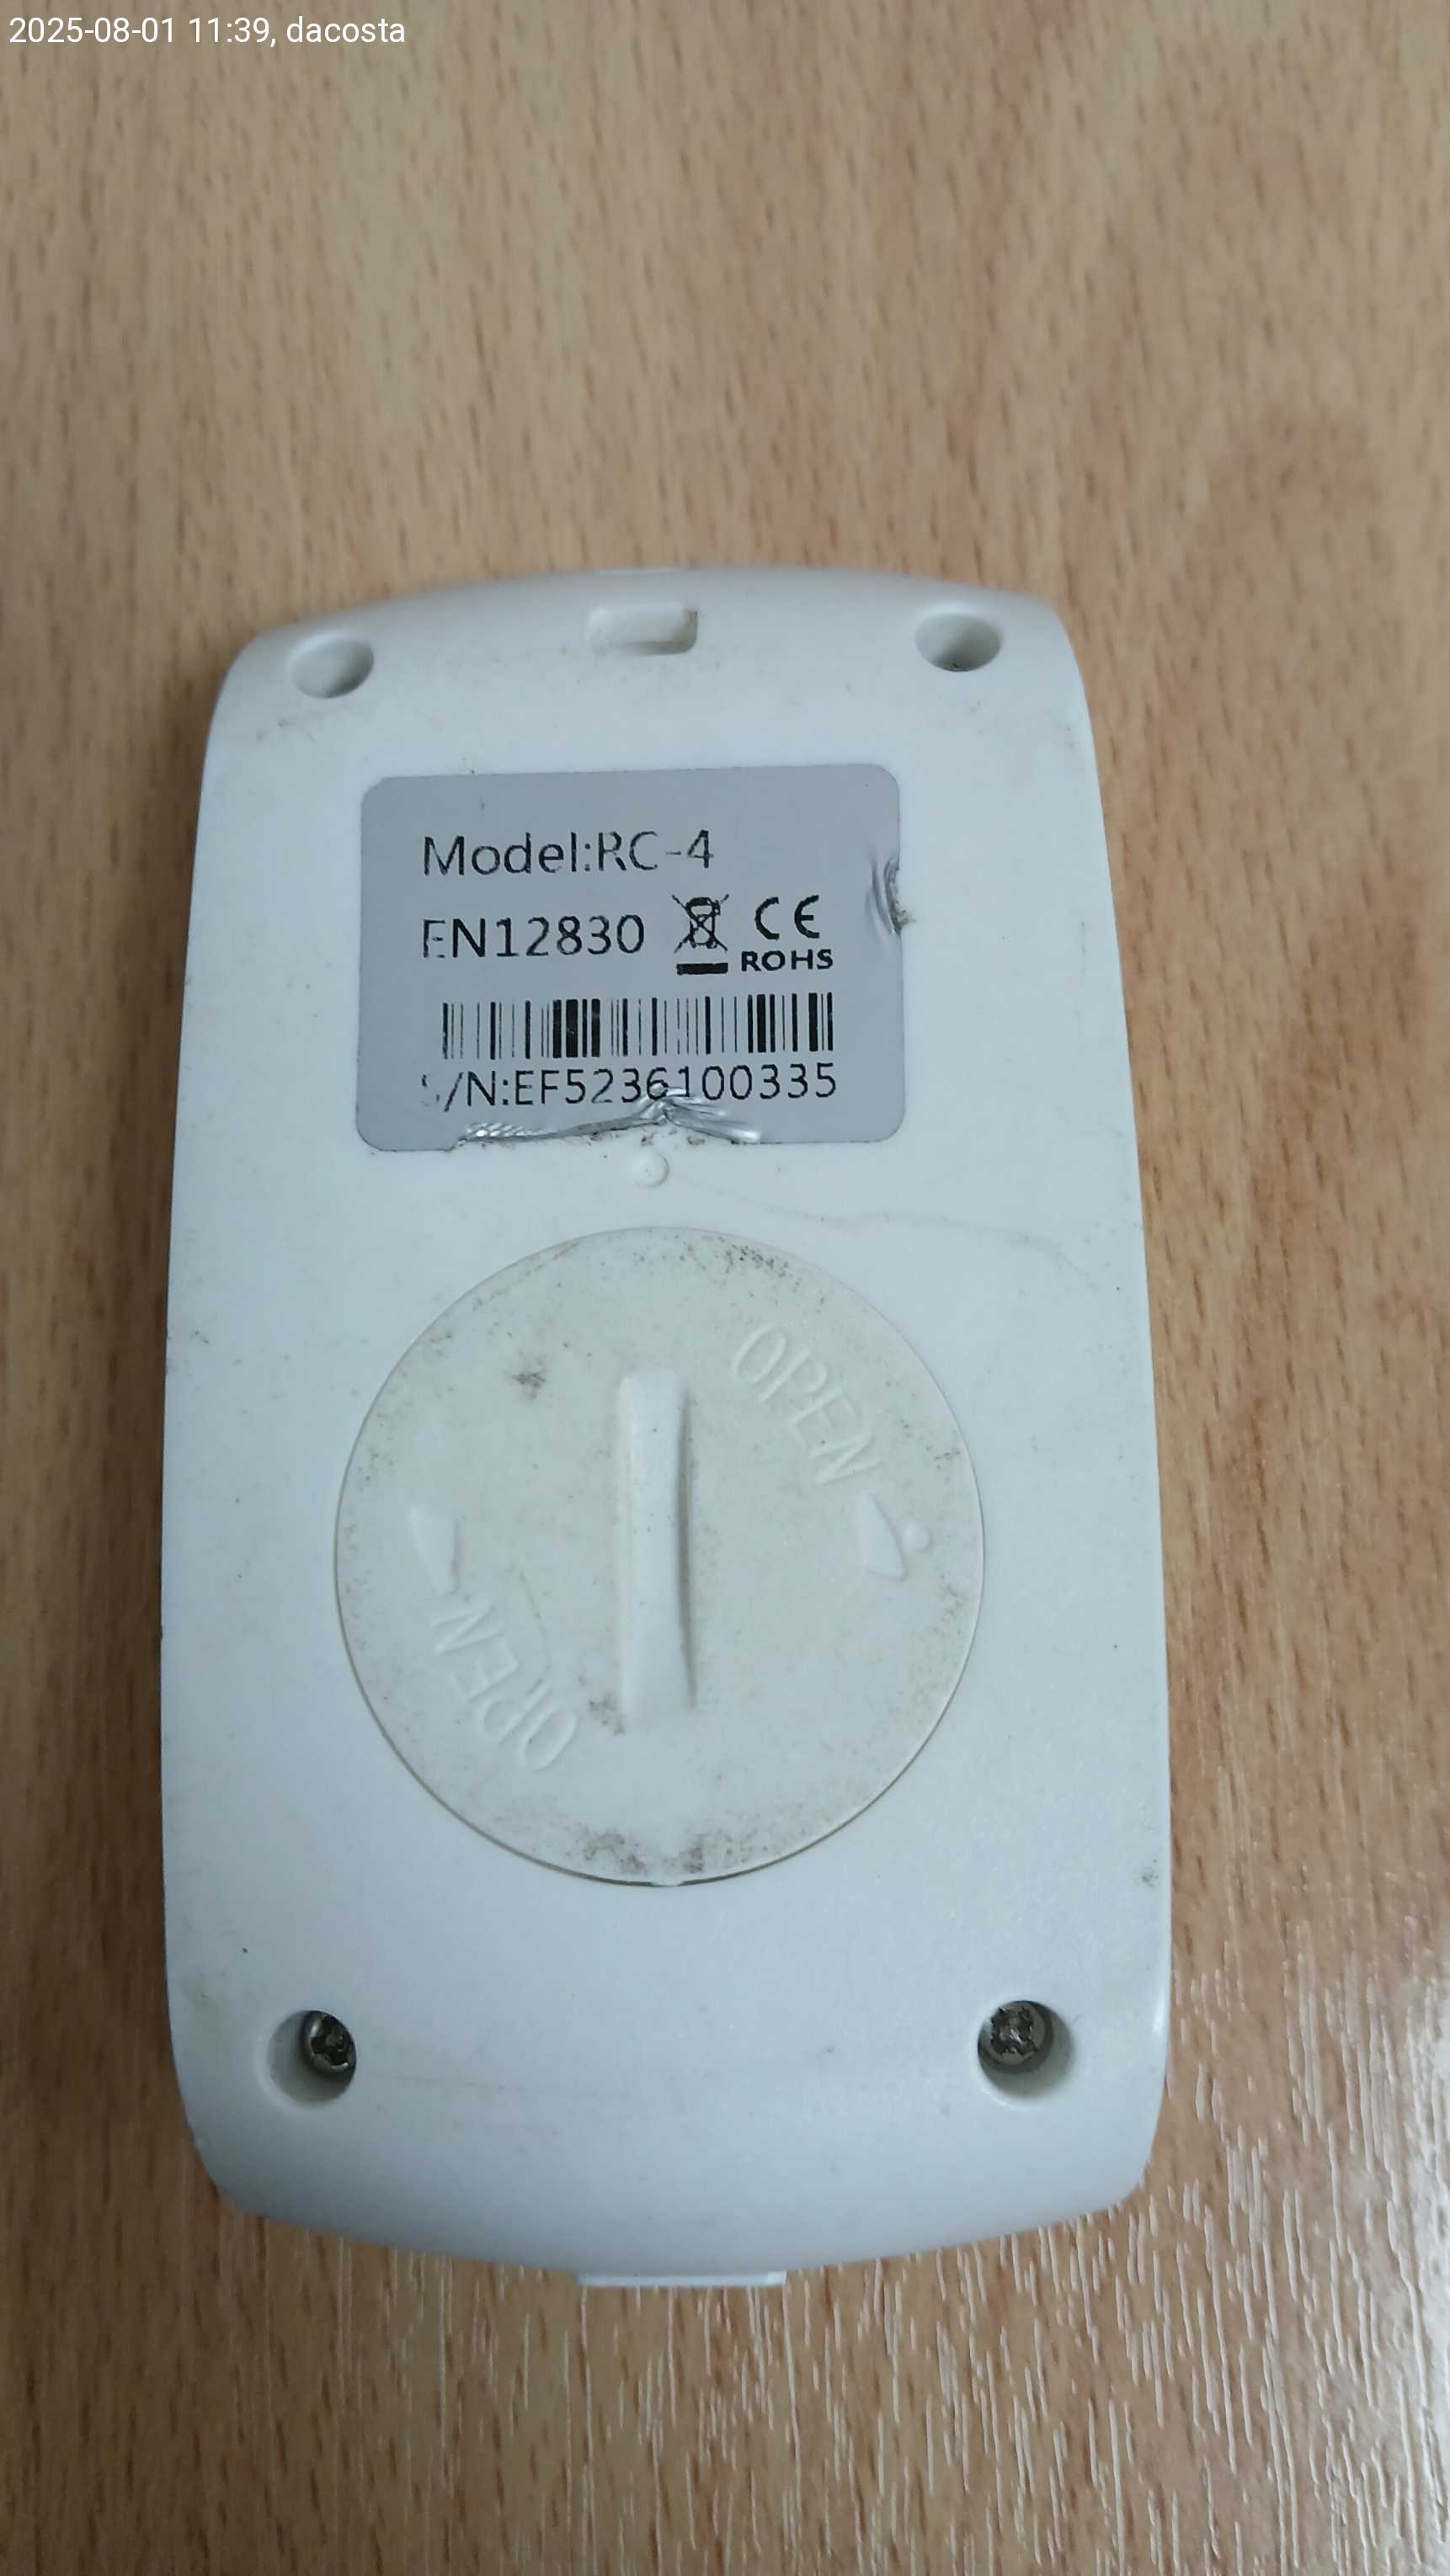 2025-08-01 11:39, dacosta
Model:RC-4
EN12830 CE
ROHS
S/N:EF5236100335
OPEN
OPEN